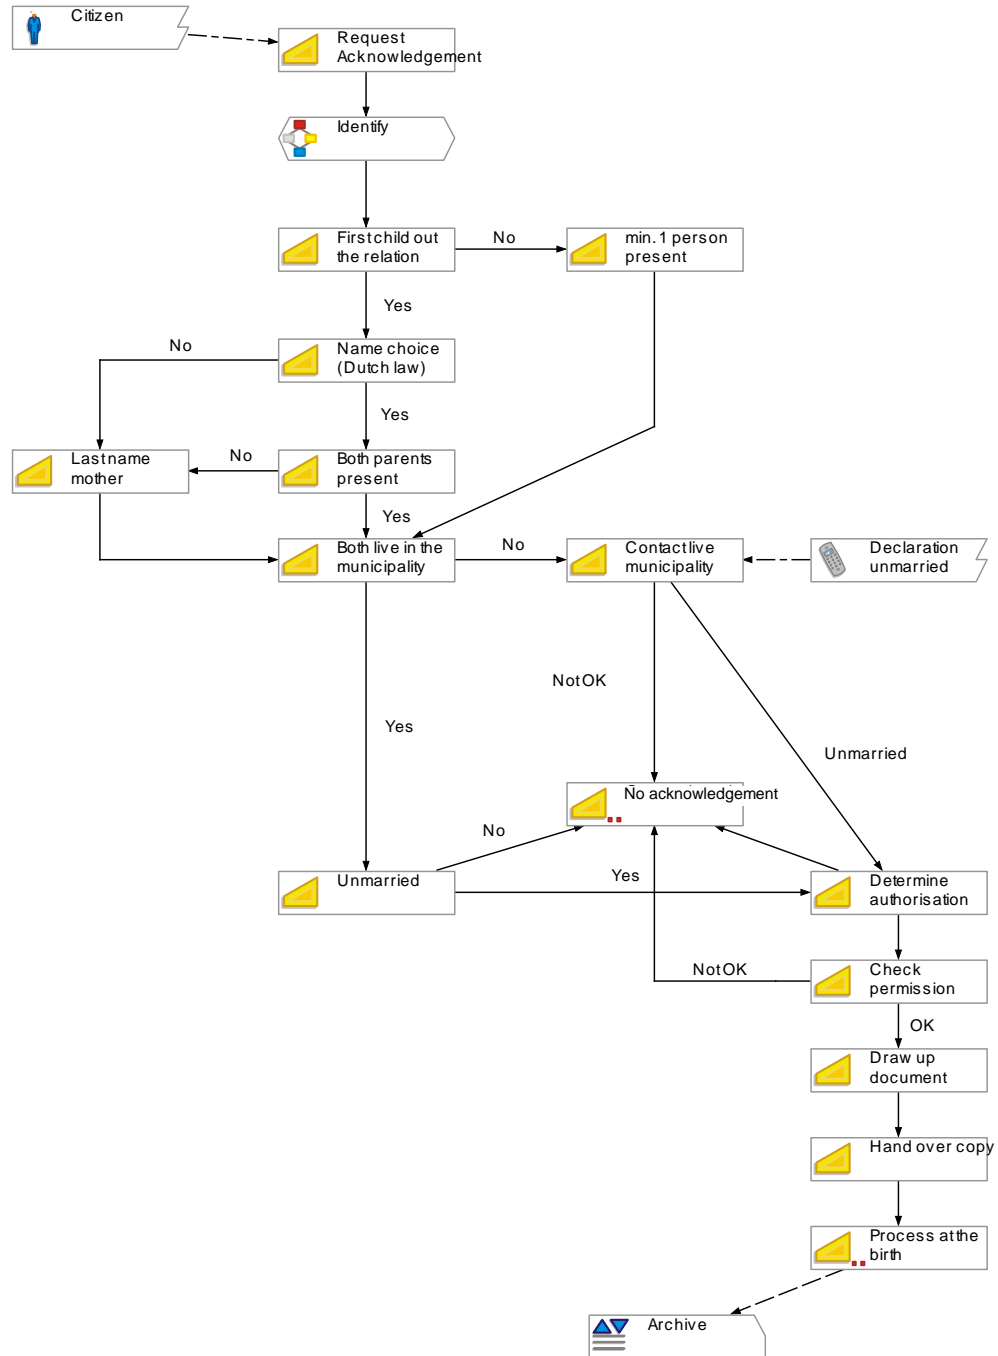 Citizen
Request
Acknowledgement
Identify
First child out
the relation
No
min. 1 person
present
Yes
Name choice
(Dutch law)
No
Yes
Last name
mother
No
Both parents
present
Yes
Both live in the
municipality
No
Contact live
municipality
Declaration
unmarried
Not OK
Yes
Unmarried
No acknowledgement
No
Unmarried
Yes
Determine
authorisation
Not OK
Check
permission
OK
Draw up
document
Hand over copy
Process at the
birth
Archive